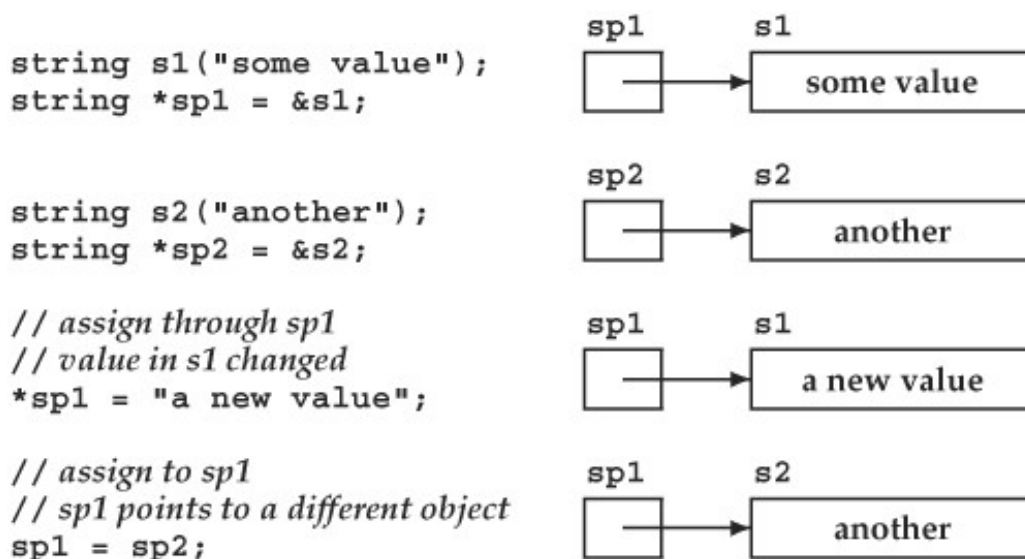 sp1 s1
string s1("some value");
string *sp1 = &s1;
some value
sp2 s2
string s2("another");
string *sp2 = &s2;
another
// assign through sp1
// value in s1 changed
*sp1 = "a new value";
sp1 s1
a new value
// assign to sp1
// sp1 points to a different object
sp1 = sp2;
sp1 s2
another